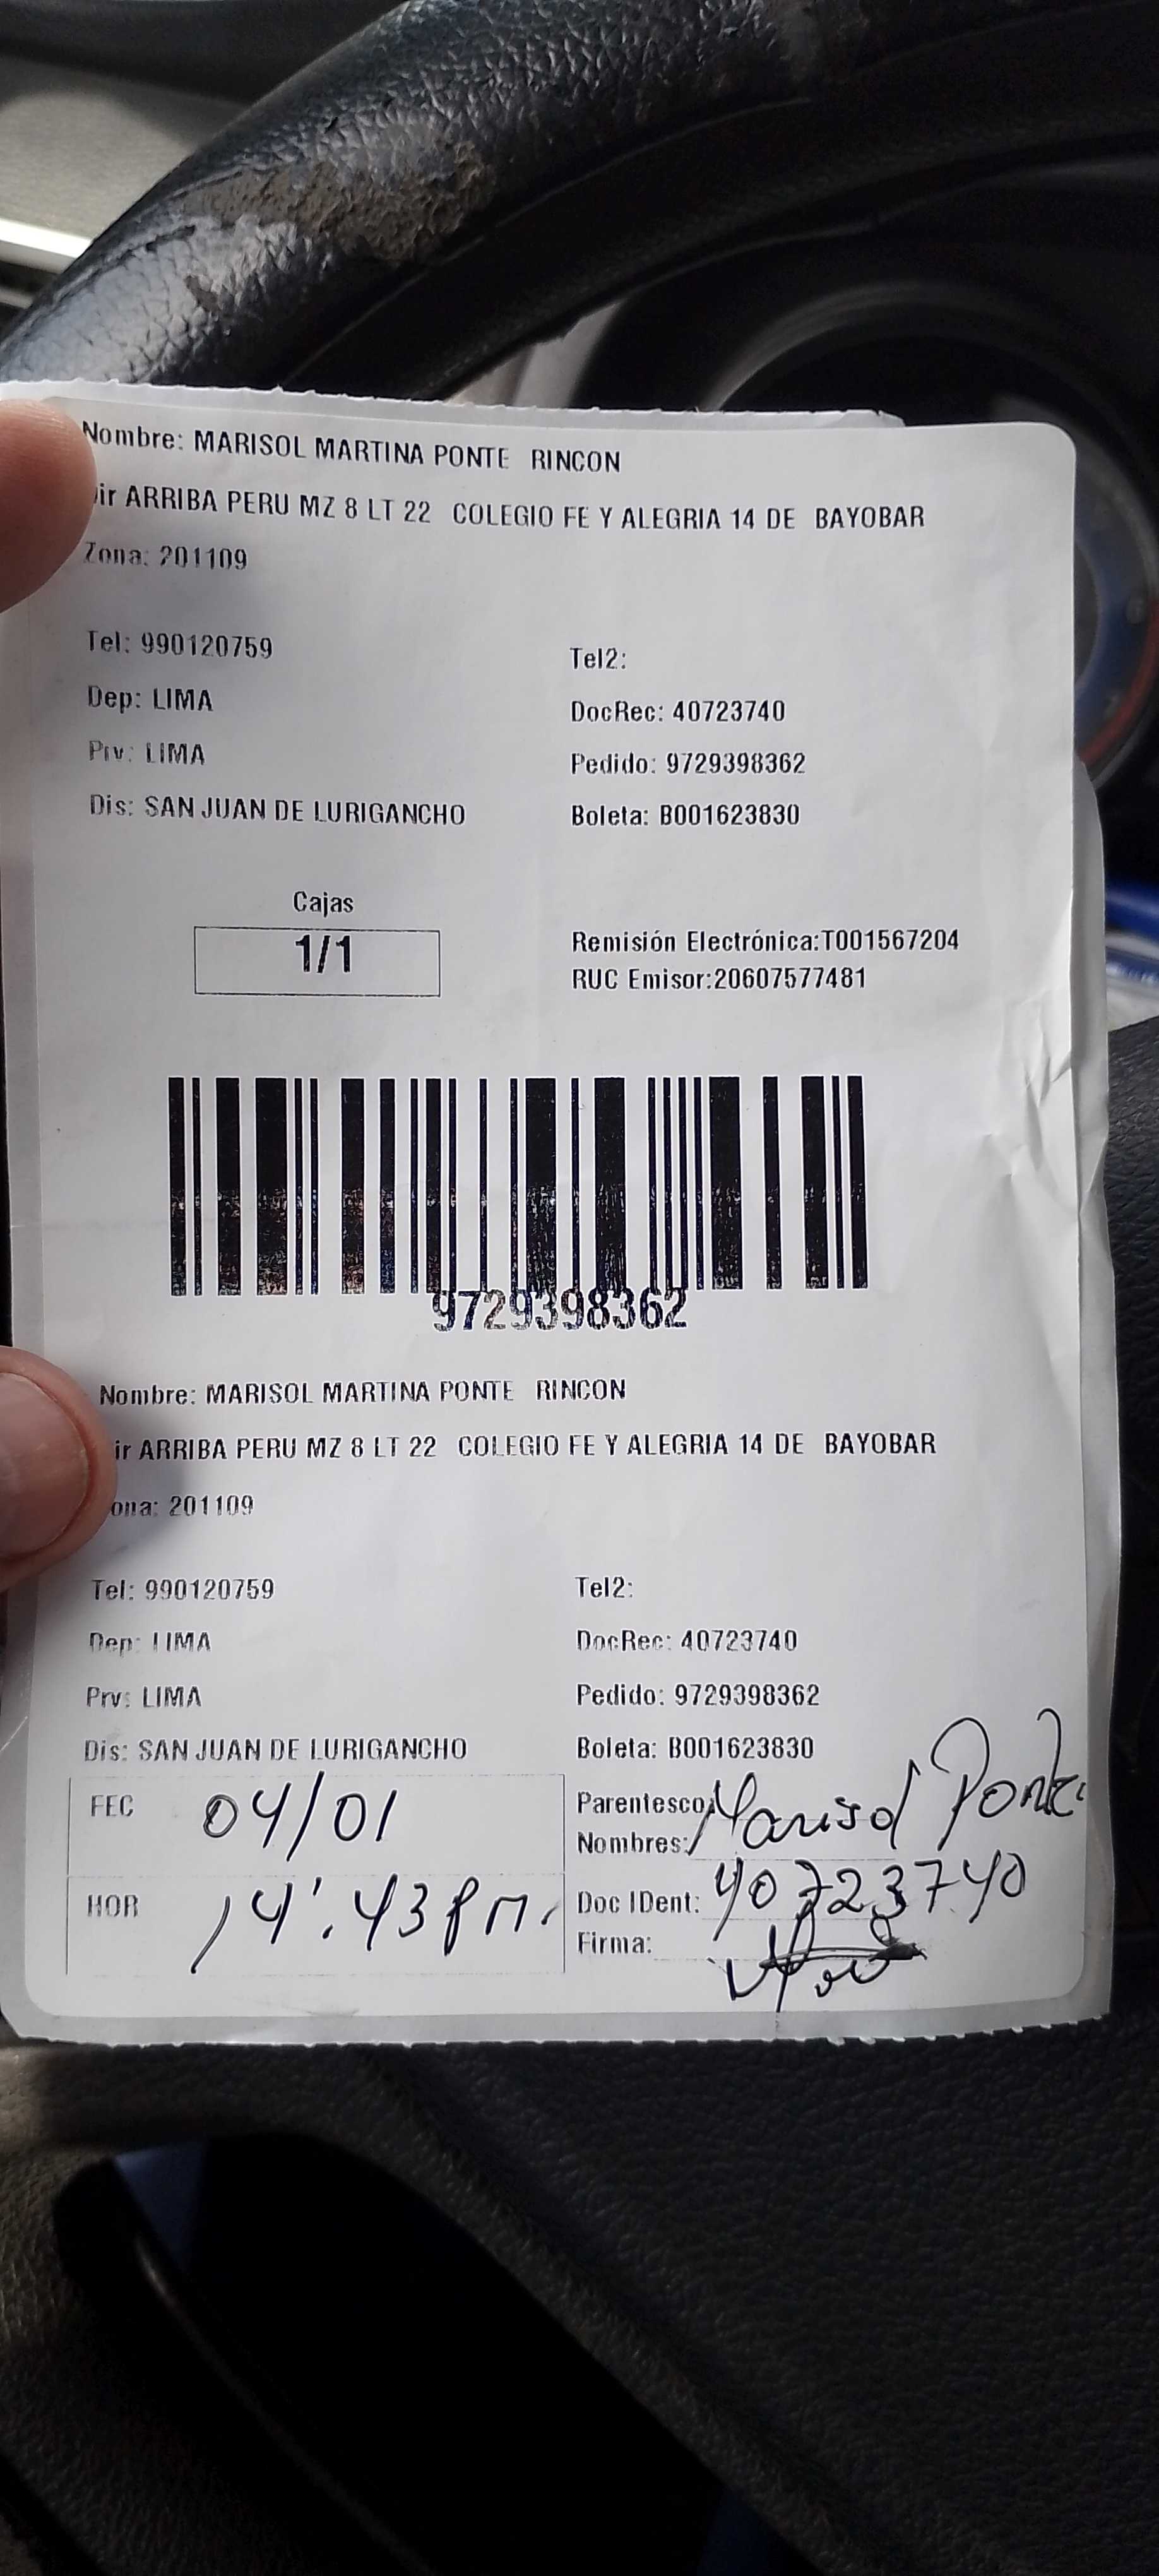 Nombre: MARISOL MARTINA PONTE RINCON
ir ARRIBA PERU MZ 8 LT 22 COLEGIO FE Y ALEGRIA 14 DE BAYOBAR
Zona: 201109
Tel: 990120759
Tel2:
Dep: LIMA
DocRec: 40723740
Prv: LIMA
Pedido: 9729398362
Dis: SAN JUAN DE LURIGANCHO
Boleta: B001623830
Cajas
1/1
Remisión Electrónica:T001567204
RUC Emisor:20607577481
9729398362
Nombre: MARISOL MARTINA PONTE RINCON
ir ARRIBA PERU MZ 8 LT 22 COLEGIO FE Y ALEGRIA 14 DE BAYOBAR
ona: 201109
Tel: 990120759
Tel2:
Dep: LIMA
DocRec: 40723740
Prv: LIMA
Pedido: 9729398362
Dis: SAN JUAN DE LURIGANCHO
Boleta: B001623830
FEC 04/01
Parentesco/
Nombres: Marisol Ponte
HOR 14:43 pm.
Doc IDent: 40723740
Firma: